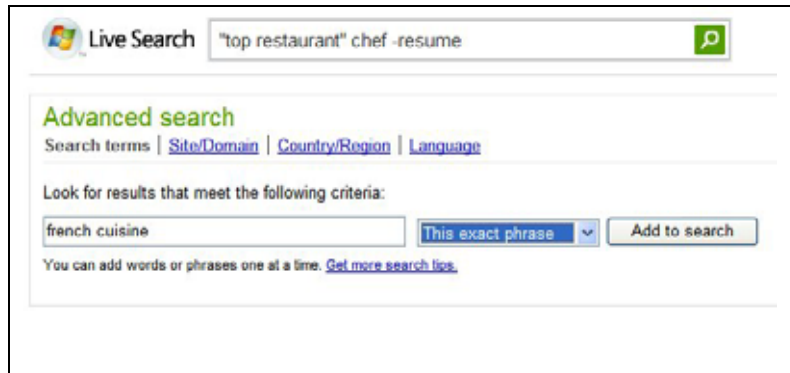 Live Search "top restaurant" chef -resume
Advanced search
Search terms | Site/Domain | Country/Region | Language
Look for results that meet the following criteria:
french cuisine This exact phrase Add to search
You can add words or phrases one at a time. Get more search tips.